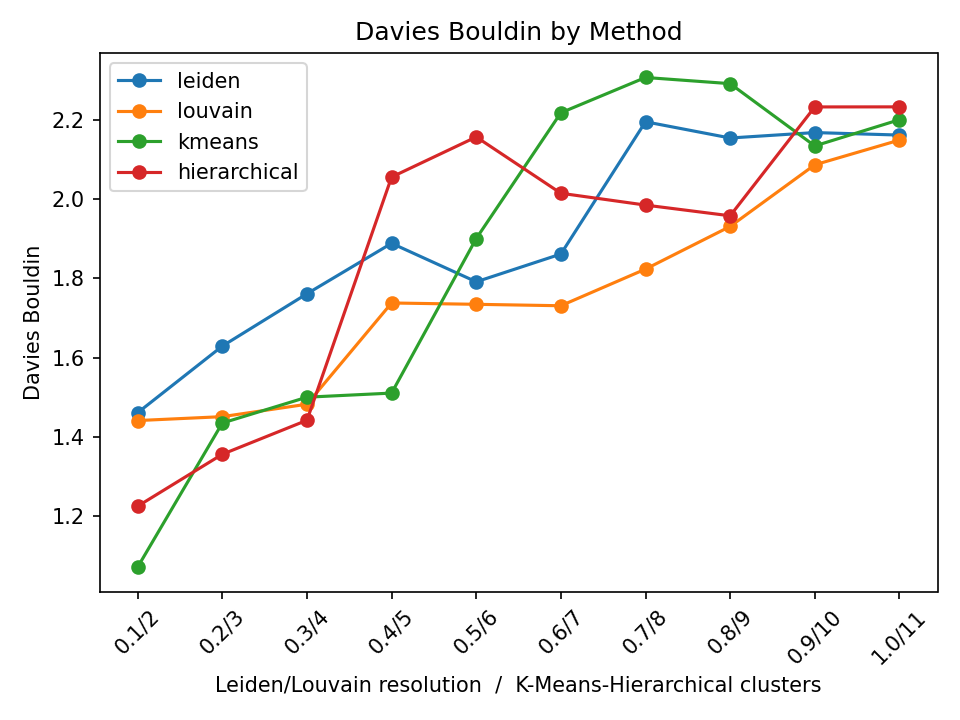 Davies Bouldin by Method
leiden
louvain
kmeans
hierarchical
Davies Bouldin
2.2
2.0
1.8
1.6
1.4
1.2
0.1/2
0.2/3
0.3/4
0.4/5
0.5/6
0.6/7
0.7/8
0.8/9
0.9/10
1.0/11
Leiden/Louvain resolution / K-Means-Hierarchical clusters